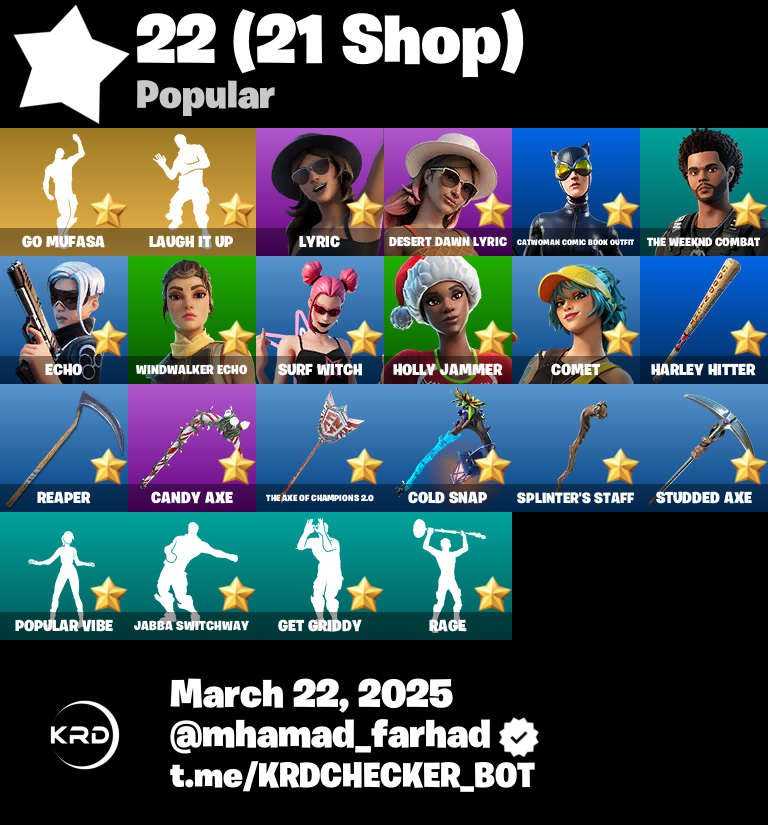 22 (21 Shop)
Popular
GO MUFASA
LAUGH IT UP
LYRIC
DESERT DAWN LYRIC
CATWOMAN COMIC BOOK OUTFIT
THE WEEKND COMBAT
ECHO
WINDWALKER ECHO
SURF WITCH
HOLLY JAMMER
COMET
HARLEY HITTER
REAPER
CANDY AXE
THE AXE OF CHAMPIONS 2.0
COLD SNAP
SPLINTER'S STAFF
STUDDED AXE
POPULAR VIBE
JABBA SWITCHWAY
GET GRIDDY
RAGE
KRD
March 22, 2025
@mhamad_farhad
t.me/KRDCHECKER_BOT